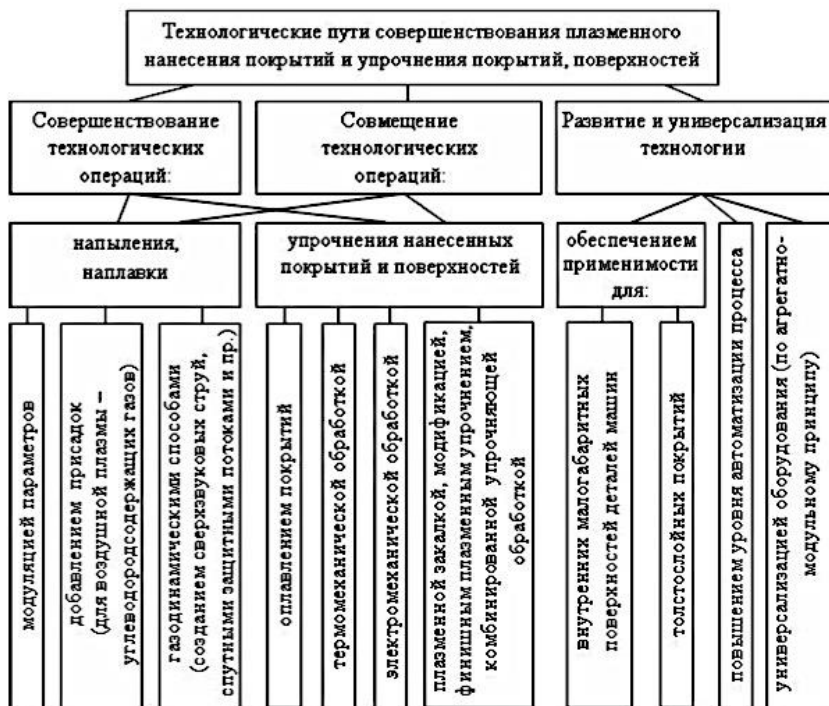 Технологические пути совершенствования плазменного
нанесения покрытий и упрочнения покрытий, поверхностей
Совершенствование
технологических
операций:
Совмещение
технологических
операций:
Развитие и универсализация
технологии
напыления,
наплавки
упрочнения нанесенных
покрытий и поверхностей
обеспечением
применимости
для:
модуляцией параметров
добавлением присадок
(для воздушной плазмы –
углеводородсодержащих газов)
газодинамическими способами
(созданием сверхзвуковых струй,
спутными защитными потоками и пр.)
оплавлением покрытий
термомеханической обработкой
электромеханической обработкой
плазменной закалкой, модификацией,
финишным плазменным упрочнением,
комбинированной упрочняющей
обработкой
внутренних малогабаритных
поверхностей деталей машин
толстослойных покрытий
повышением уровня автоматизации процесса
универсализацией оборудования (по агрегатно-
модульному принципу)